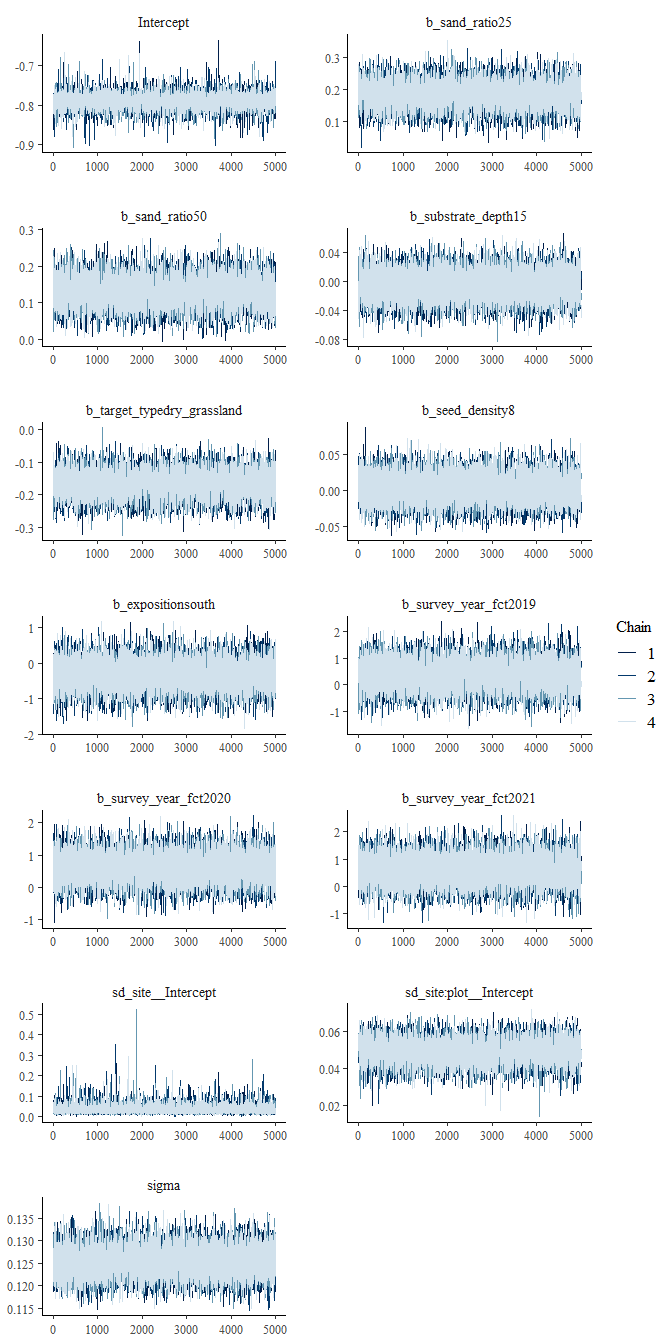 Intercept
b_sand_ratio25
-0.7
-0.8
-0.9
0 1000 2000 3000 4000 5000
0.3
0.2
0.1
0 1000 2000 3000 4000 5000
b_sand_ratio50
b_substrate_depth15
0.3
0.2
0.1
0.0
0 1000 2000 3000 4000 5000
0.04
0.00
-0.04
-0.08
0 1000 2000 3000 4000 5000
b_target_typedry_grassland
b_seed_density8
0.0
-0.1
-0.2
-0.3
0 1000 2000 3000 4000 5000
0.05
0.00
-0.05
0 1000 2000 3000 4000 5000
b_expositionsouth
b_survey_year_fct2019
1
0
-1
-2
0 1000 2000 3000 4000 5000
2
1
0
-1
0 1000 2000 3000 4000 5000
Chain
1
2
3
4
b_survey_year_fct2020
b_survey_year_fct2021
2
1
0
-1
0 1000 2000 3000 4000 5000
2
1
0
-1
0 1000 2000 3000 4000 5000
sd_site__Intercept
sd_site:plot__Intercept
0.5
0.4
0.3
0.2
0.1
0.0
0 1000 2000 3000 4000 5000
0.06
0.04
0.02
0 1000 2000 3000 4000 5000
sigma
0.135
0.130
0.125
0.120
0.115
0 1000 2000 3000 4000 5000